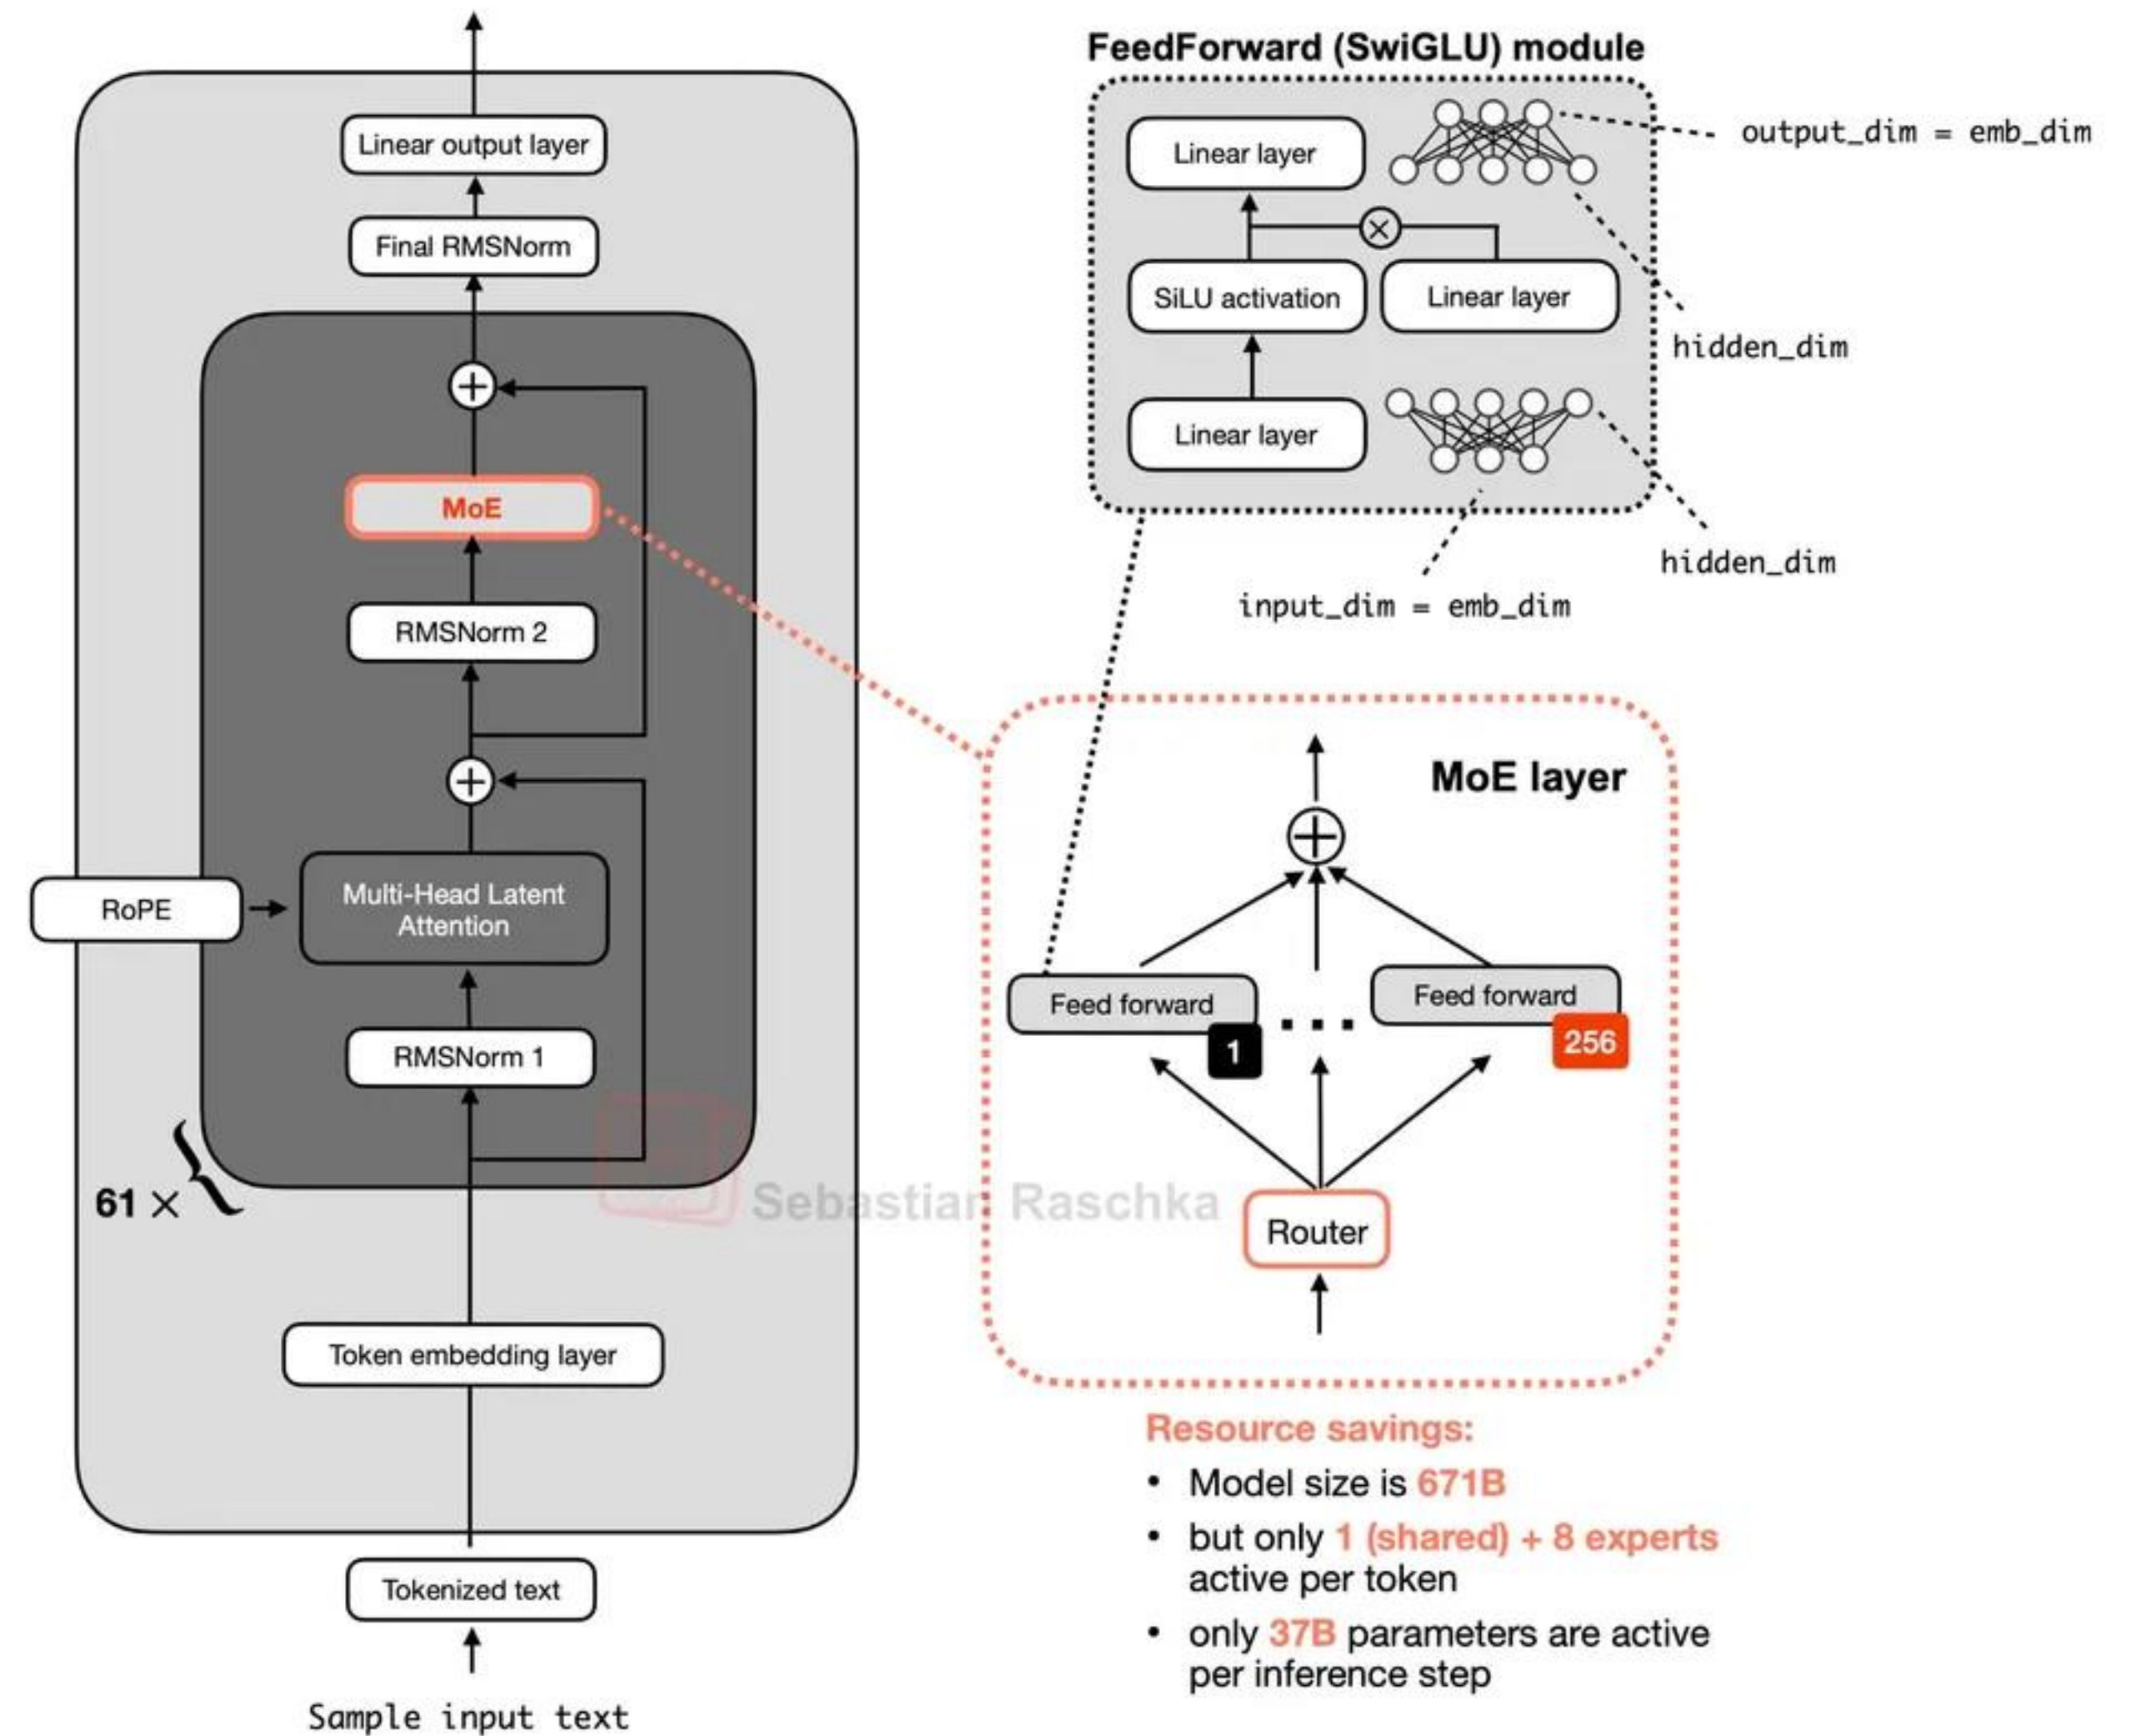 Linear output layer
Final RMSNorm
MoE
RMSNorm 2
Multi-Head Latent
Attention
RoPE
RMSNorm 1
61 ×
Token embedding layer
Tokenized text
Sample input text
FeedForward (SwiGLU) module
Linear layer
output_dim = emb_dim
SiLU activation
Linear layer
hidden_dim
Linear layer
hidden_dim
input_dim = emb_dim
MoE layer
Feed forward
1
Feed forward
256
Router
Sebastian Raschka
Resource savings:
• Model size is 671B
• but only 1 (shared) + 8 experts
active per token
• only 37B parameters are active
per inference step